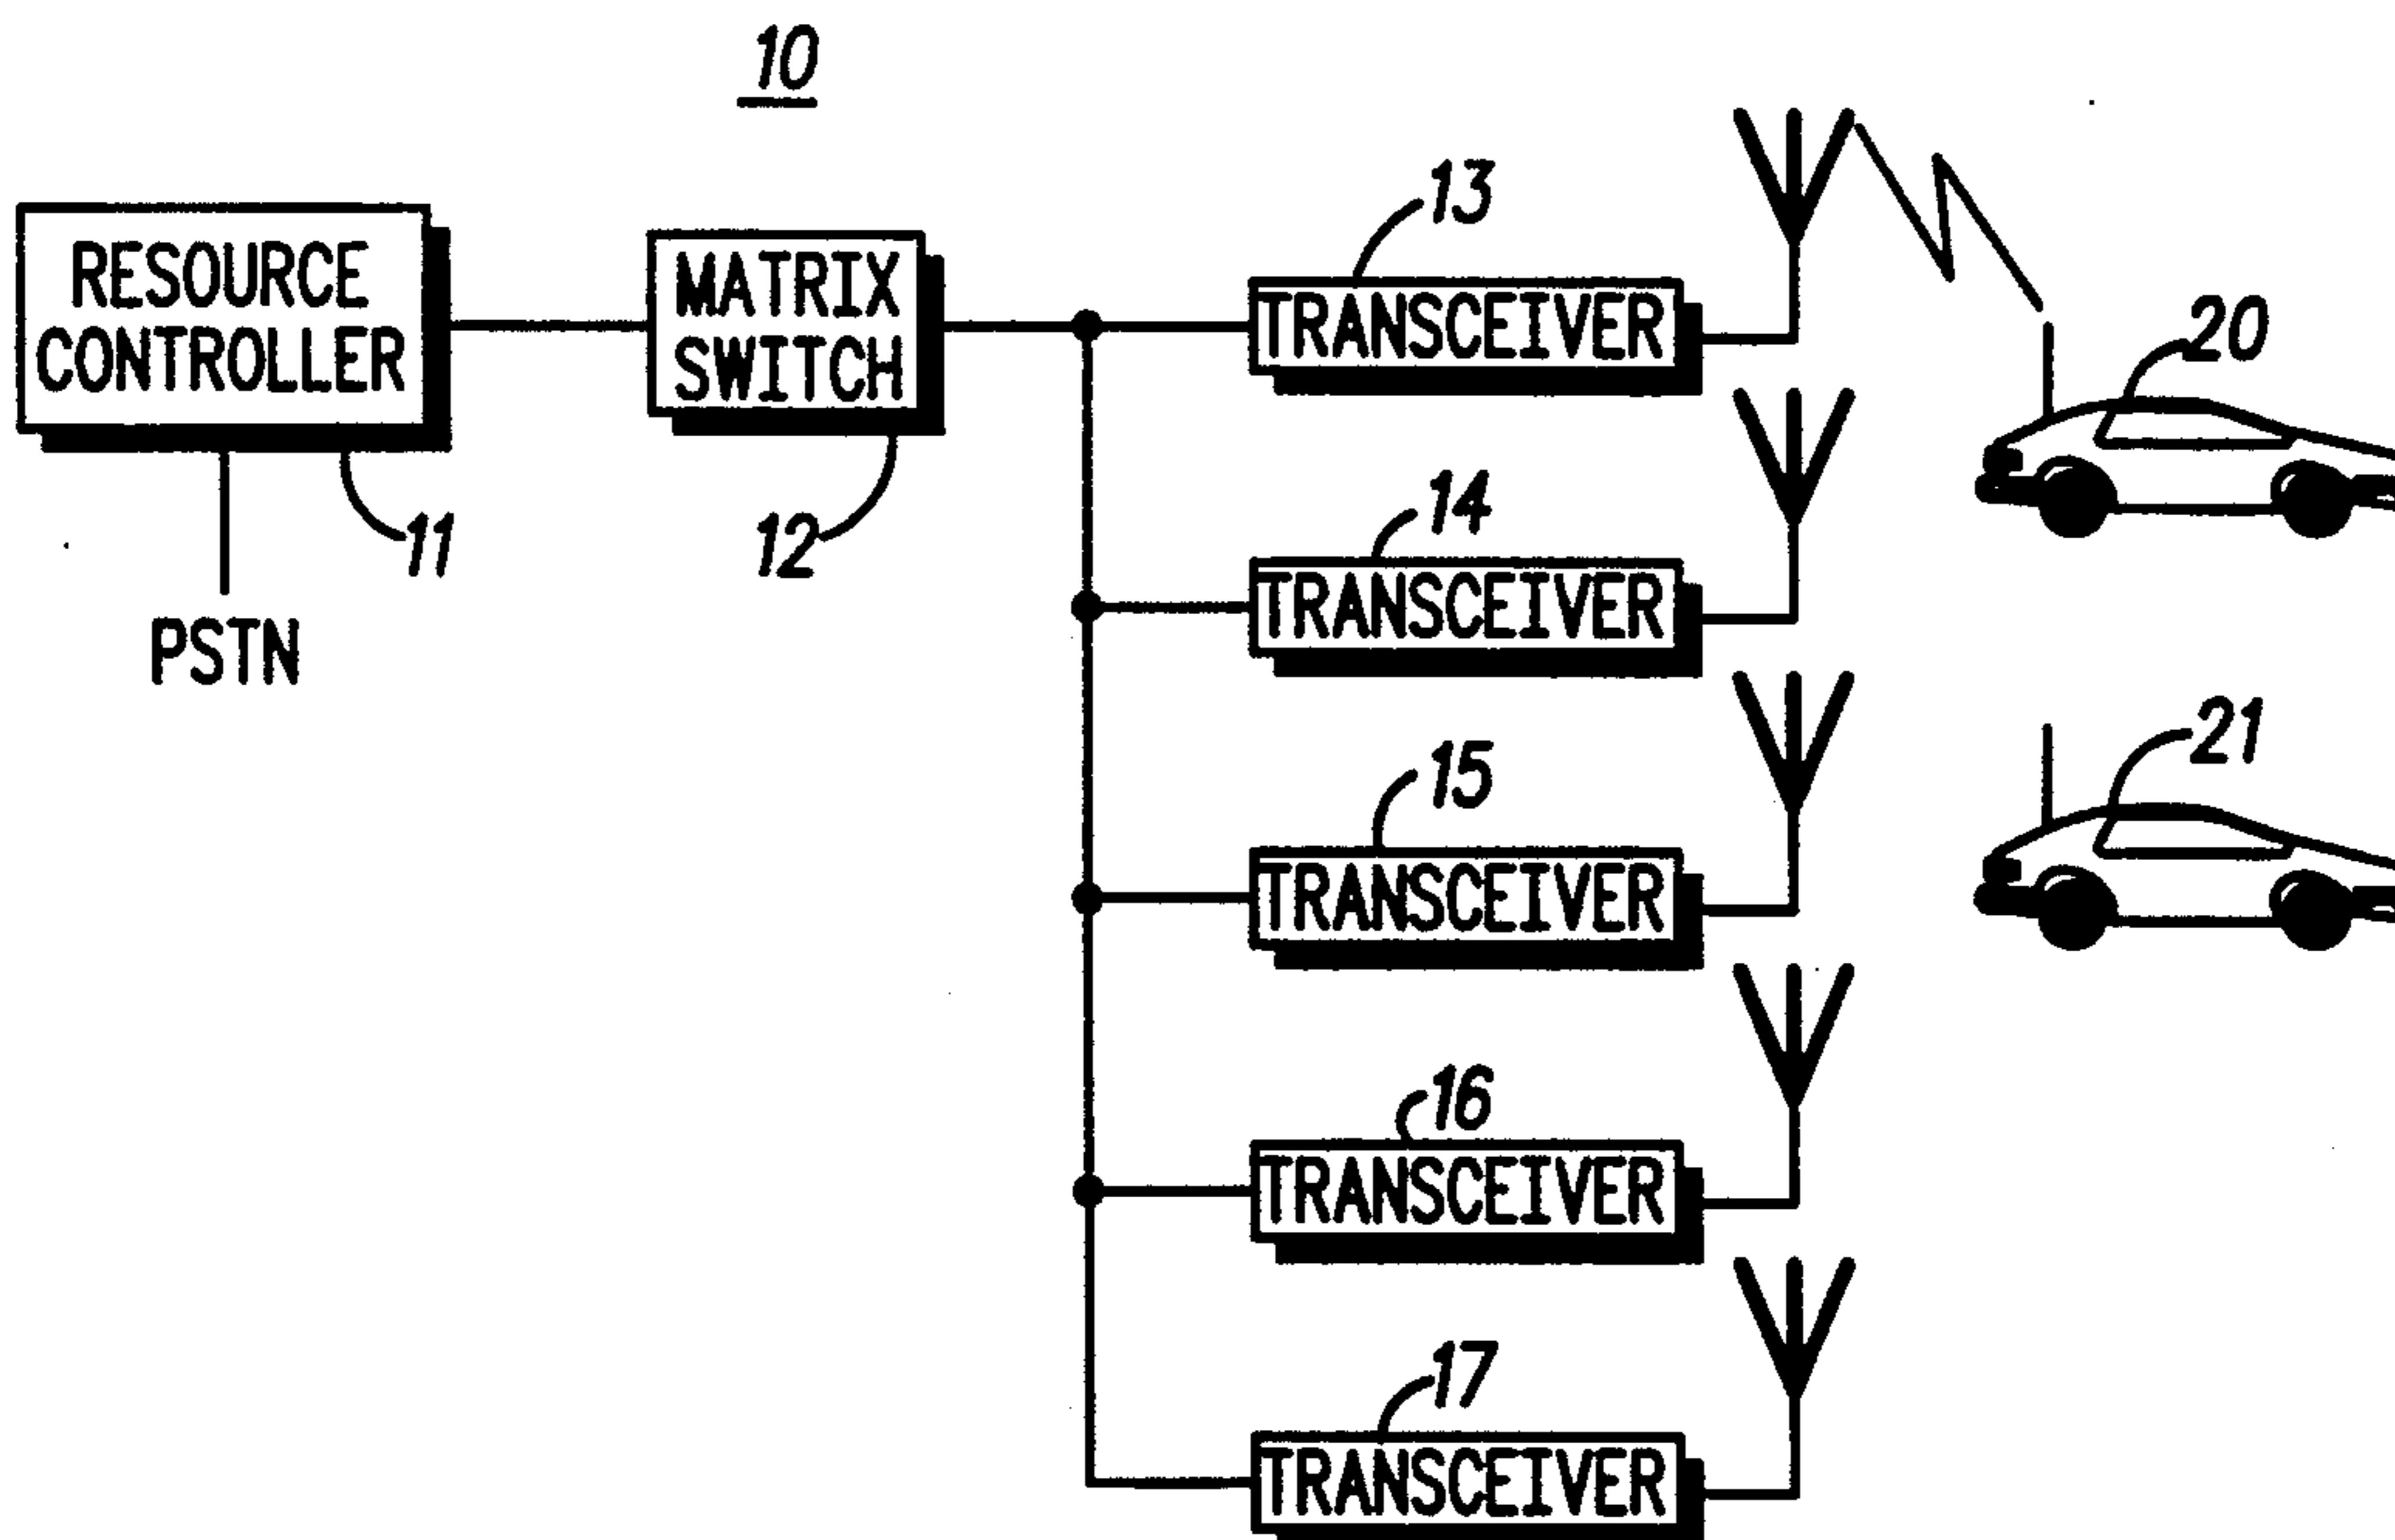 10
RESOURCE
CONTROLLER
11
PSTN
MATRIX
SWITCH
12
13
TRANSCEIVER
14
TRANSCEIVER
15
TRANSCEIVER
16
TRANSCEIVER
17
TRANSCEIVER
20
21